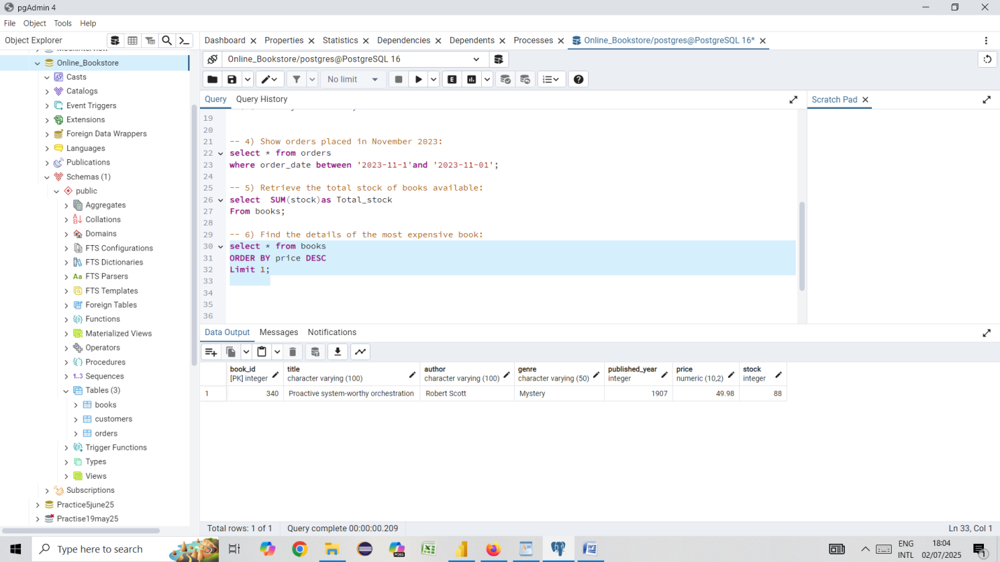 pgAdmin 4
File Object Tools Help
Object Explorer
Dashboard Properties Statistics Dependencies Dependents Processes Online_Bookstore/postgres@PostgreSQL 16*
Online_Bookstore/postgres@PostgreSQL 16
No limit
Query Query History
Scratch Pad
Online_Bookstore
Casts
Catalogs
Event Triggers
Extensions
Foreign Data Wrappers
Languages
Publications
Schemas (1)
public
Aggregates
Collations
Domains
FTS Configurations
FTS Dictionaries
FTS Parsers
FTS Templates
Foreign Tables
Functions
Materialized Views
Operators
Procedures
1..3 Sequences
Tables (3)
books
customers
orders
Trigger Functions
Types
Views
Subscriptions
Practice5june25
Practise19may25
19
20
21 -- 4) Show orders placed in November 2023:
22 select * from orders
23 where order_date between '2023-11-1'and '2023-11-01';
24
25 -- 5) Retrieve the total stock of books available:
26 select  SUM(stock)as Total_stock
27 From books;
28
29 -- 6) Find the details of the most expensive book:
30 select * from books
31 ORDER BY price DESC
32 Limit 1;
33
34
35
36
Data Output Messages Notifications
book_id title author genre published_year price stock
[PK] integer character varying (100) character varying (100) character varying (50) integer numeric (10,2) integer
1 340 Proactive system-worthy orchestration Robert Scott Mystery 1907 49.98 88
Total rows: 1 of 1 Query complete 00:00:00.209 Ln 33, Col 1
Type here to search
ENG 18:04
INTL 02/07/2025
1